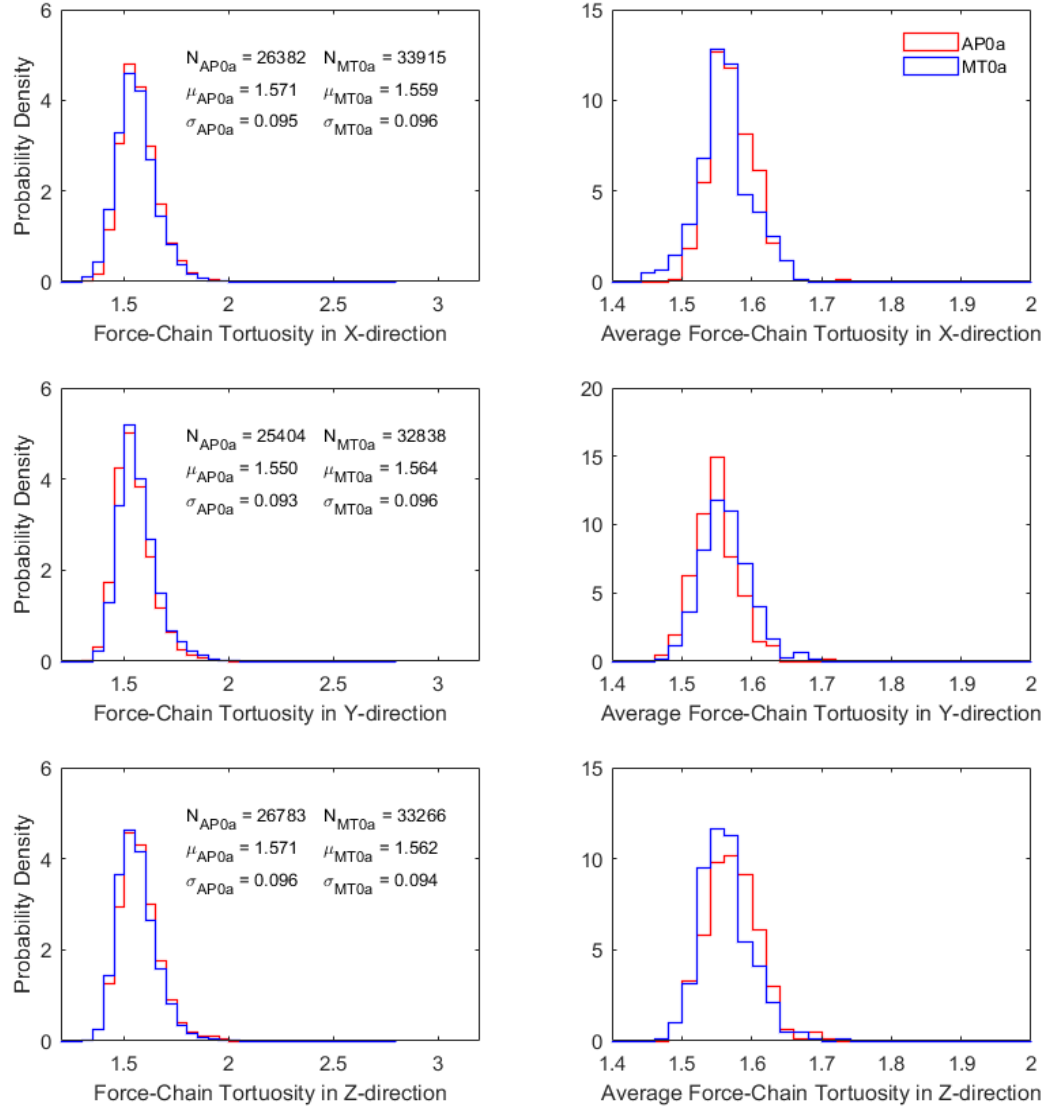 6
4
2
0
Probability Density
N_AP0a = 26382 N_MT0a = 33915
μ_AP0a = 1.571 μ_MT0a = 1.559
σ_AP0a = 0.095 σ_MT0a = 0.096
1.5 2 2.5 3
Force-Chain Tortuosity in X-direction
15
10
5
0
AP0a
MT0a
1.4 1.5 1.6 1.7 1.8 1.9 2
Average Force-Chain Tortuosity in X-direction
6
4
2
0
Probability Density
N_AP0a = 25404 N_MT0a = 32838
μ_AP0a = 1.550 μ_MT0a = 1.564
σ_AP0a = 0.093 σ_MT0a = 0.096
1.5 2 2.5 3
Force-Chain Tortuosity in Y-direction
20
15
10
5
0
1.4 1.5 1.6 1.7 1.8 1.9 2
Average Force-Chain Tortuosity in Y-direction
6
4
2
0
Probability Density
N_AP0a = 26783 N_MT0a = 33266
μ_AP0a = 1.571 μ_MT0a = 1.562
σ_AP0a = 0.096 σ_MT0a = 0.094
1.5 2 2.5 3
Force-Chain Tortuosity in Z-direction
15
10
5
0
1.4 1.5 1.6 1.7 1.8 1.9 2
Average Force-Chain Tortuosity in Z-direction